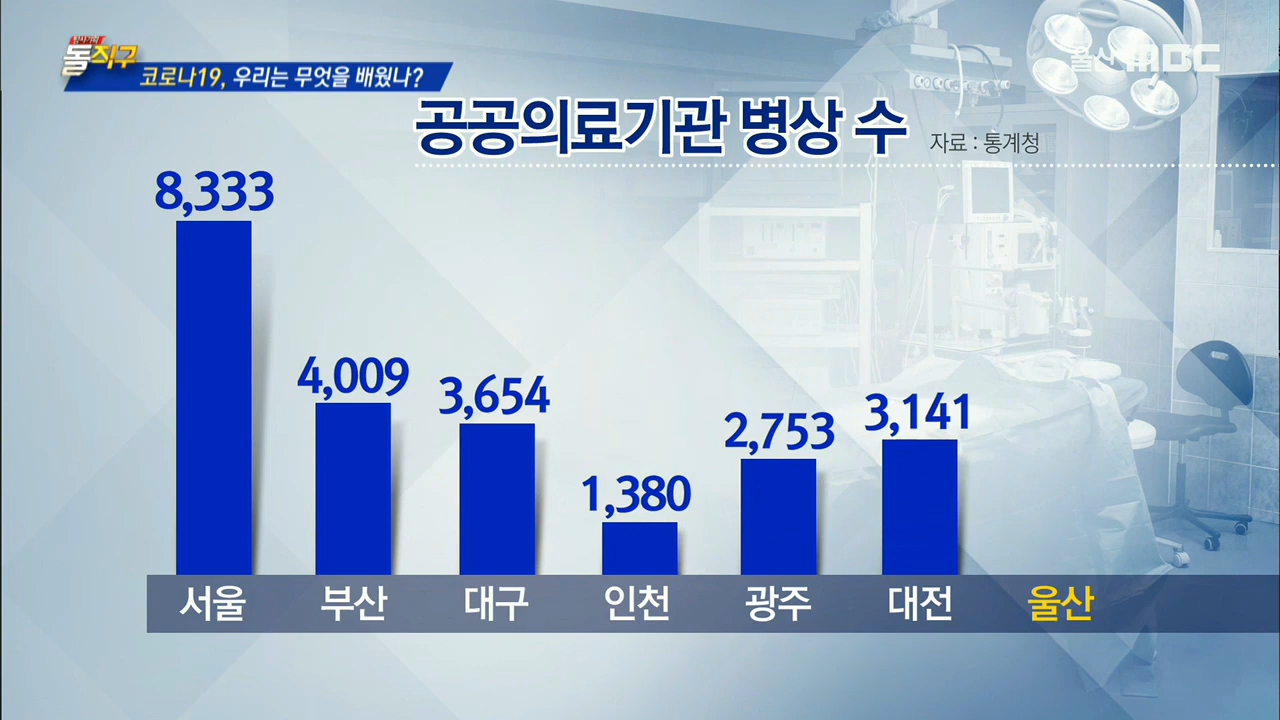 돌직구
울산 MBC
코로나19, 우리는 무엇을 배웠나?
공공의료기관 병상 수
자료 : 통계청
8,333
4,009
3,654
1,380
2,753
3,141
서울 부산 대구 인천 광주 대전 울산